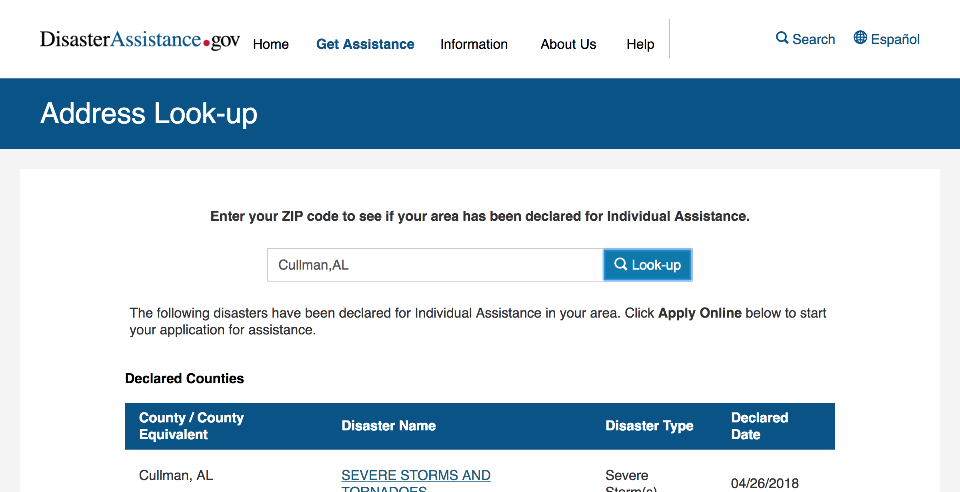 DisasterAssistance.gov Home Get Assistance Information About Us Help Search Español
Address Look-up
Enter your ZIP code to see if your area has been declared for Individual Assistance.
Cullman,AL Look-up
The following disasters have been declared for Individual Assistance in your area. Click Apply Online below to start
your application for assistance.
Declared Counties
County / County
Equivalent
Disaster Name
Disaster Type
Declared
Date
Cullman, AL
SEVERE STORMS AND
TORNADOES
Severe
Storm(s)
04/26/2018